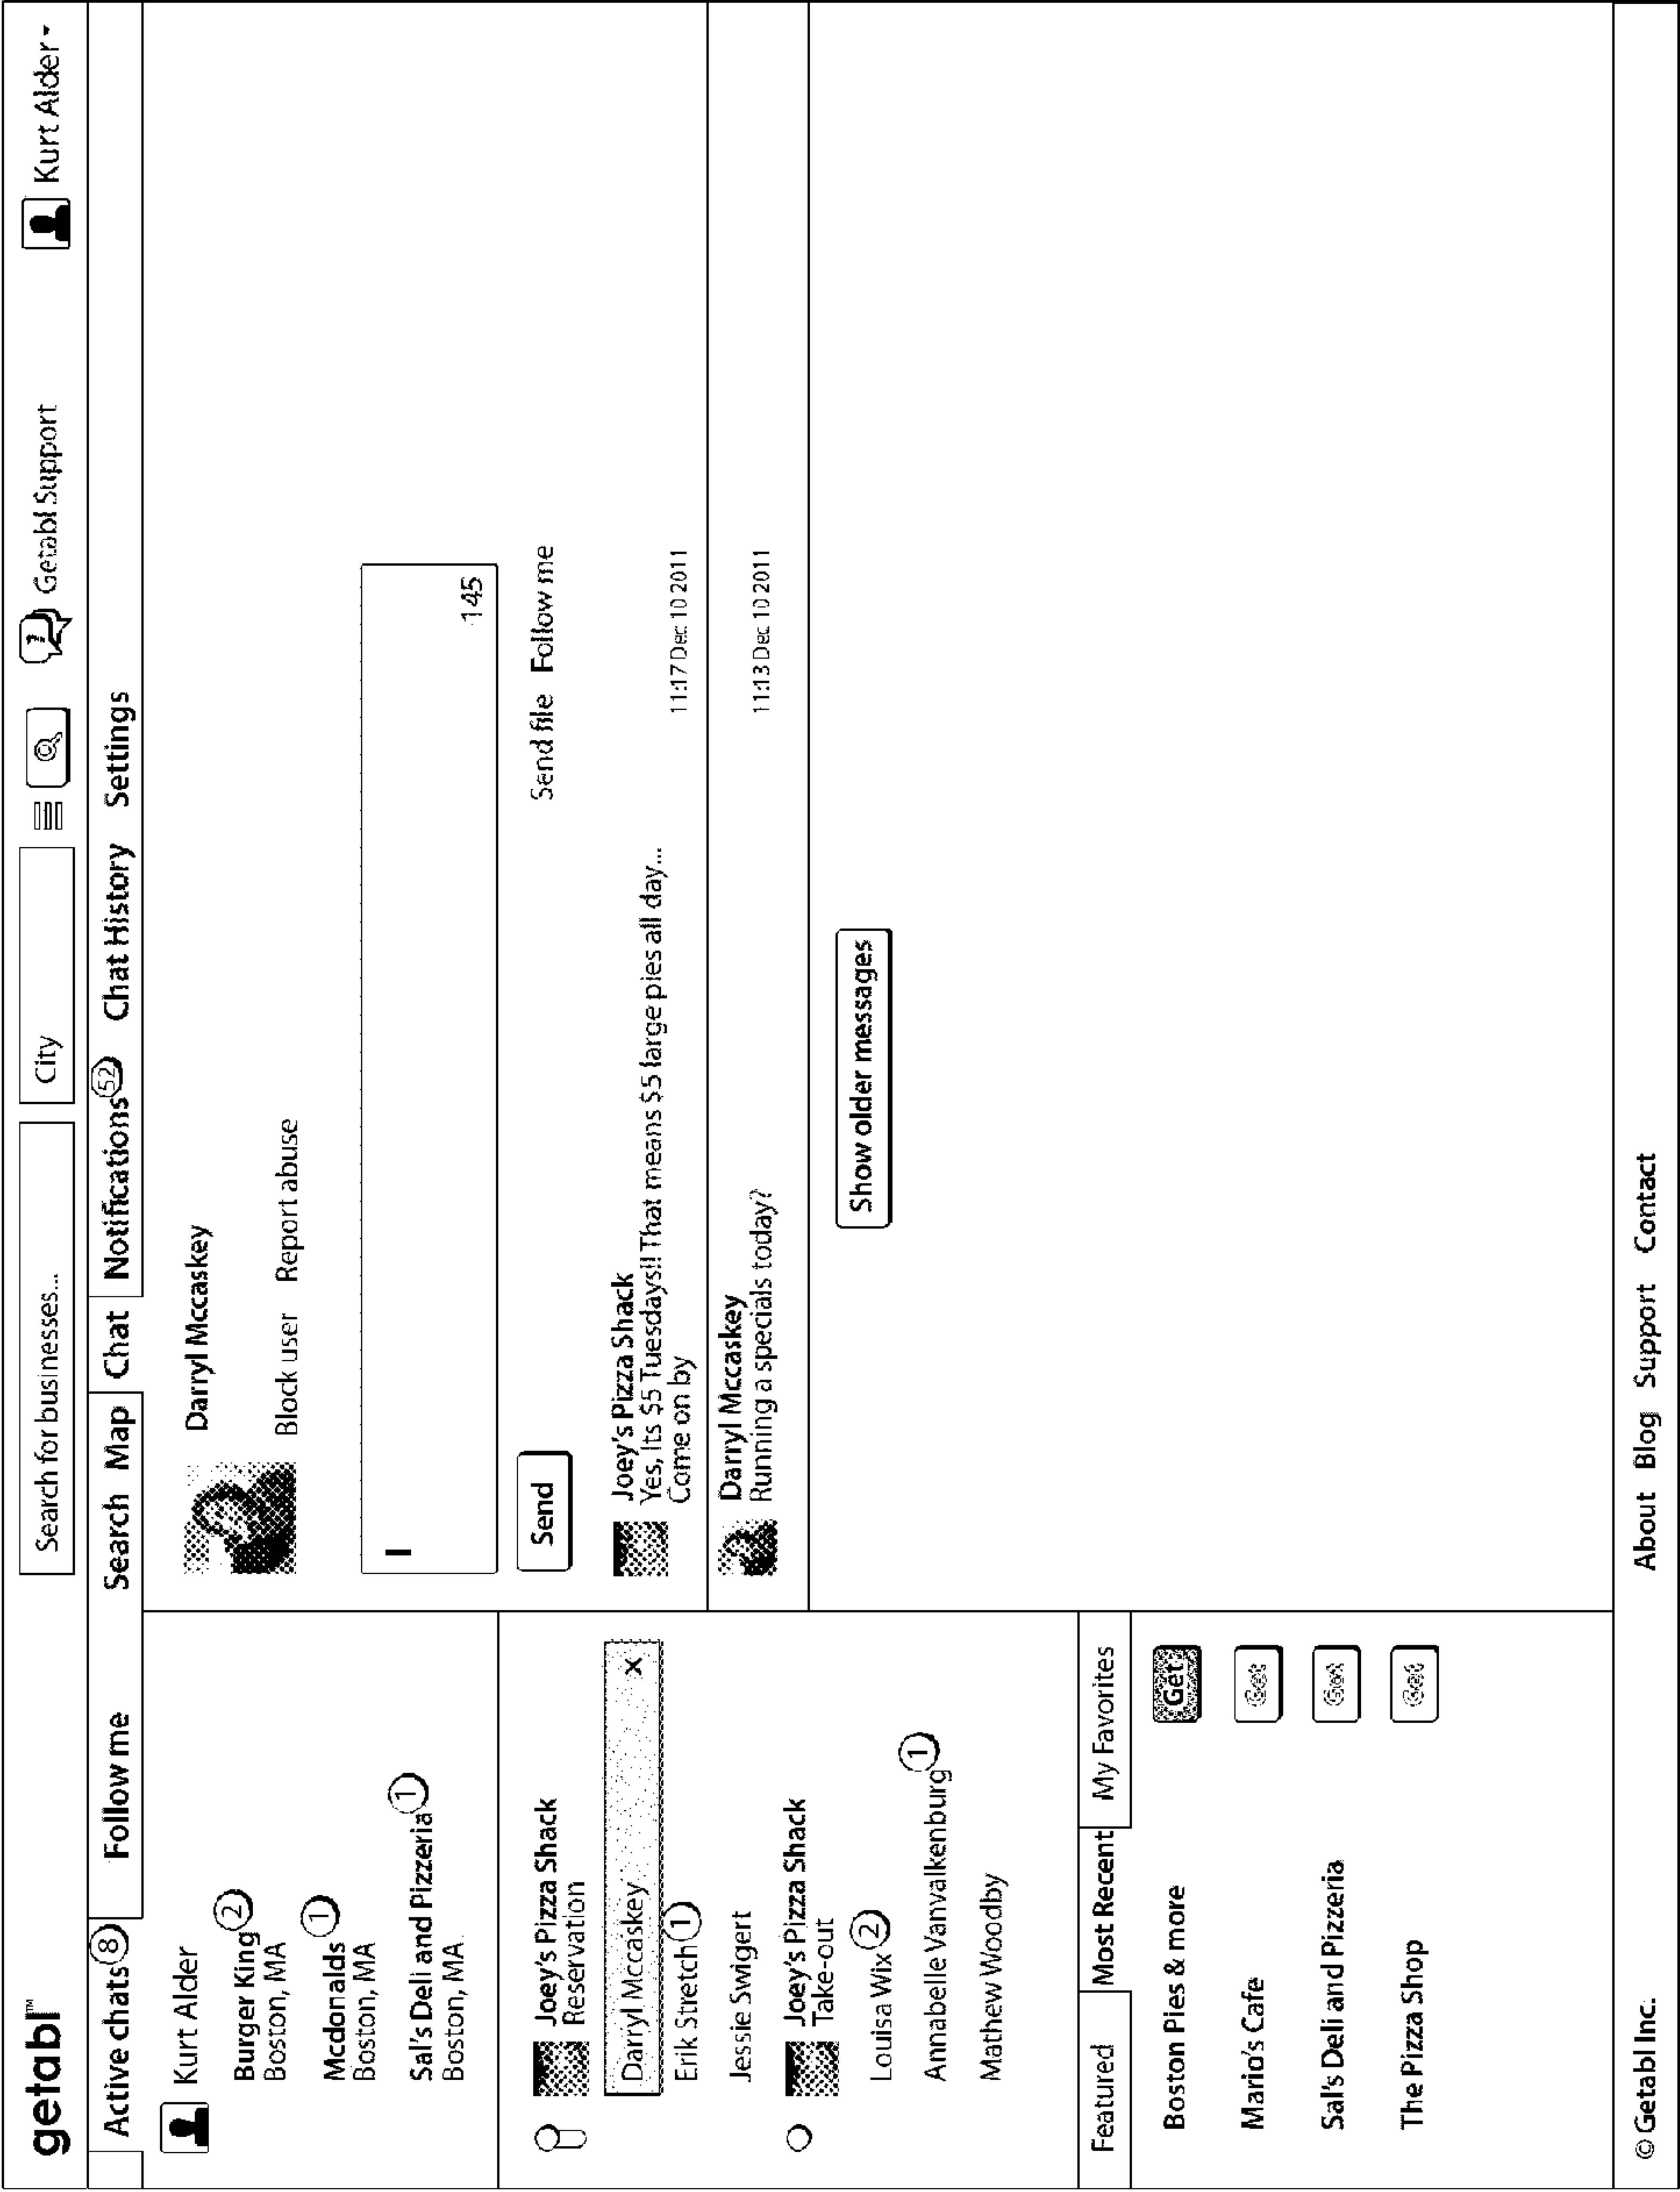 getabl™
Search for businesses...
City
Getabl Support
Kurt Alder
Active chats 8
Follow me
Search Map Chat Notifications 52 Chat History Settings
Kurt Alder
Burger King 2
Boston, MA
Mcdonalds 1
Boston, MA
Sal's Deli and Pizzeria 1
Boston, MA
Joey's Pizza Shack
Reservation
Darryl Mccaskey x
Erik Stretch 1
Jessie Swigert
Joey's Pizza Shack
Take-out
Louisa Wix 2
Annabelle Vanvalkenburg 1
Mathew Woodby
Featured Most Recent My Favorites
Boston Pies & more Get
Mario's Cafe Get
Sal's Deli and Pizzeria Get
The Pizza Shop Get
Darryl Mccaskey
Block user Report abuse
145
Send
Send file Follow me
Joey's Pizza Shack
Yes, Its $5 Tuesdays!! That means $5 large pies all day...
Come on by 11:17 Dec 10 2011
Darryl Mccaskey
Running a specials today? 11:13 Dec 10 2011
Show older messages
© Getabl Inc.
About Blog Support Contact